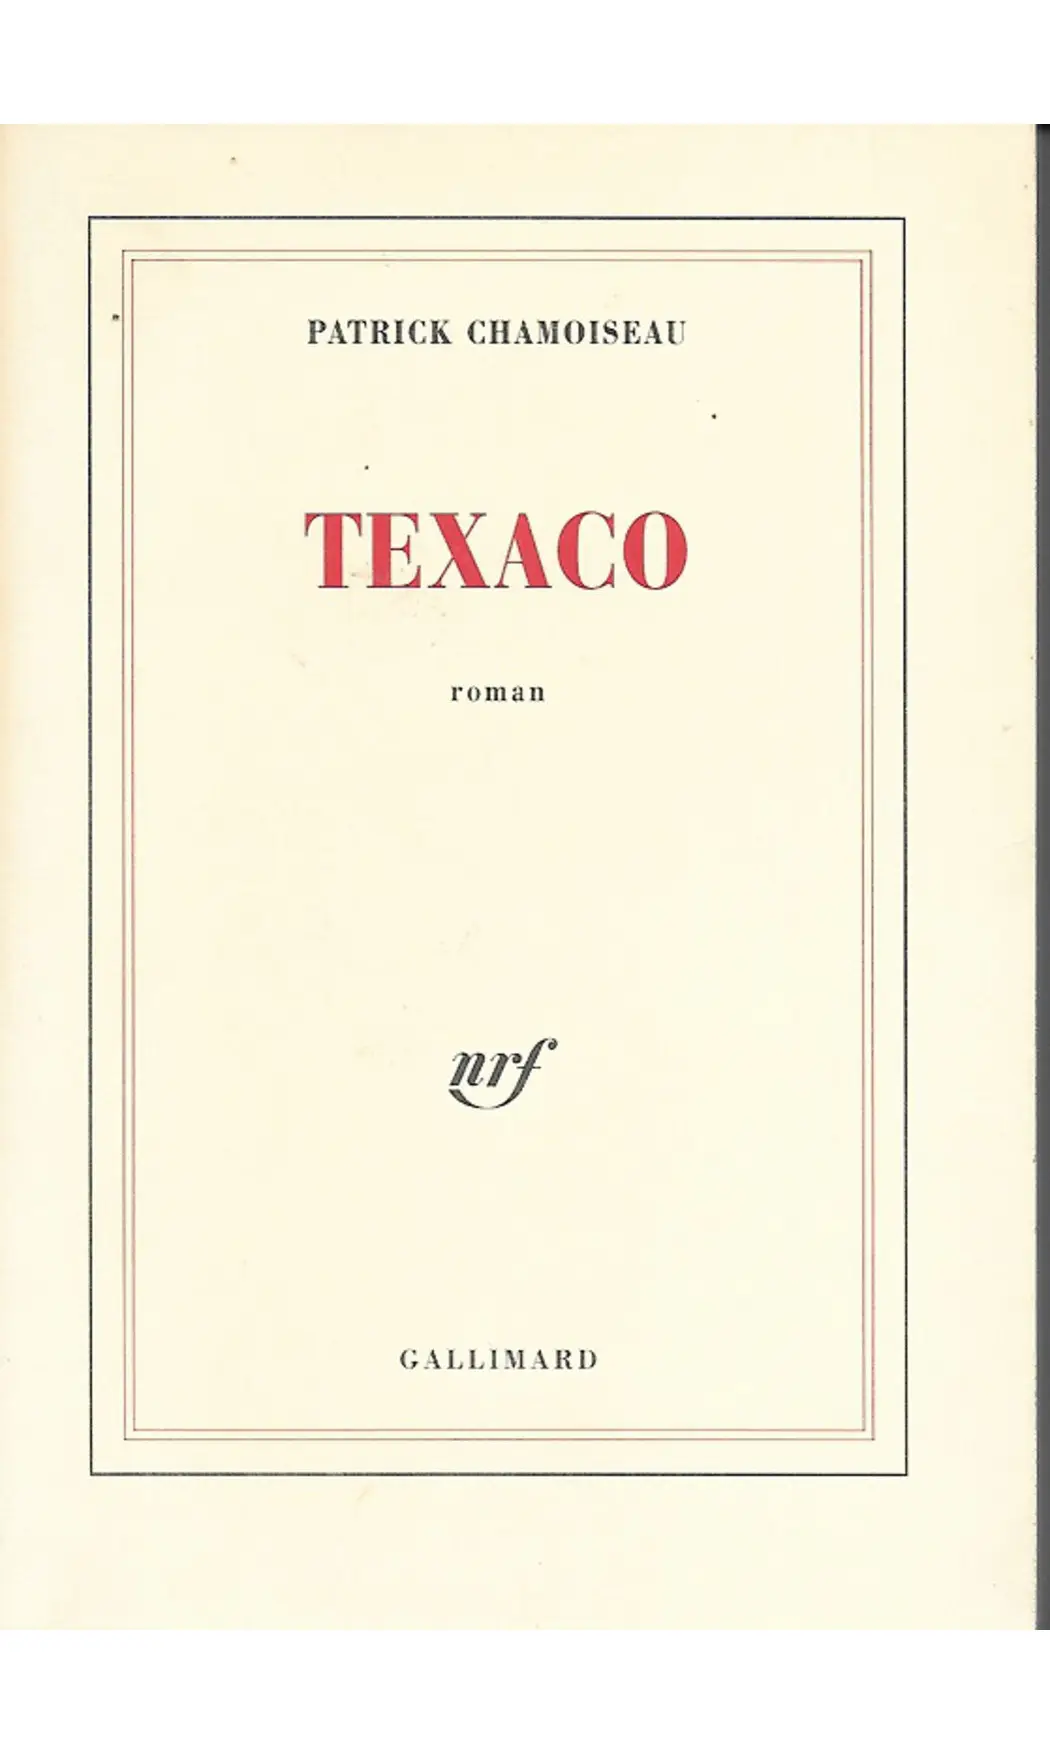 PATRICK CHAMOISEAU
TEXACO
roman
nrf
GALLIMARD